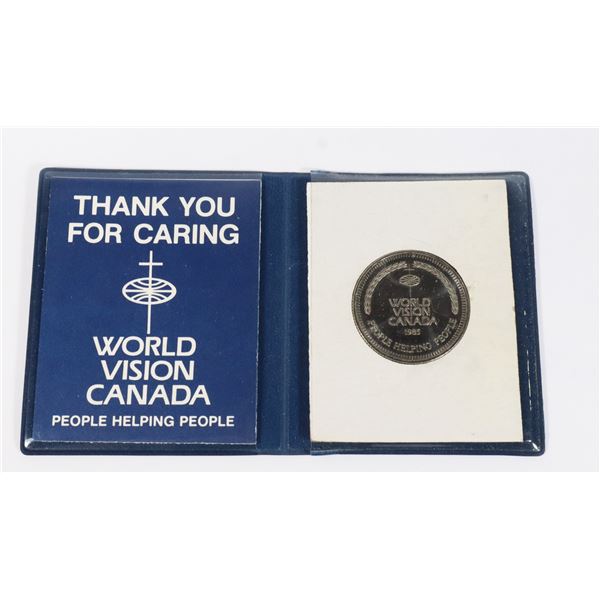 THANK YOU
FOR CARING
WORLD
VISION
CANADA
PEOPLE HELPING PEOPLE
WORLD
VISION
CANADA
1985
PEOPLE HELPING PEOPLE